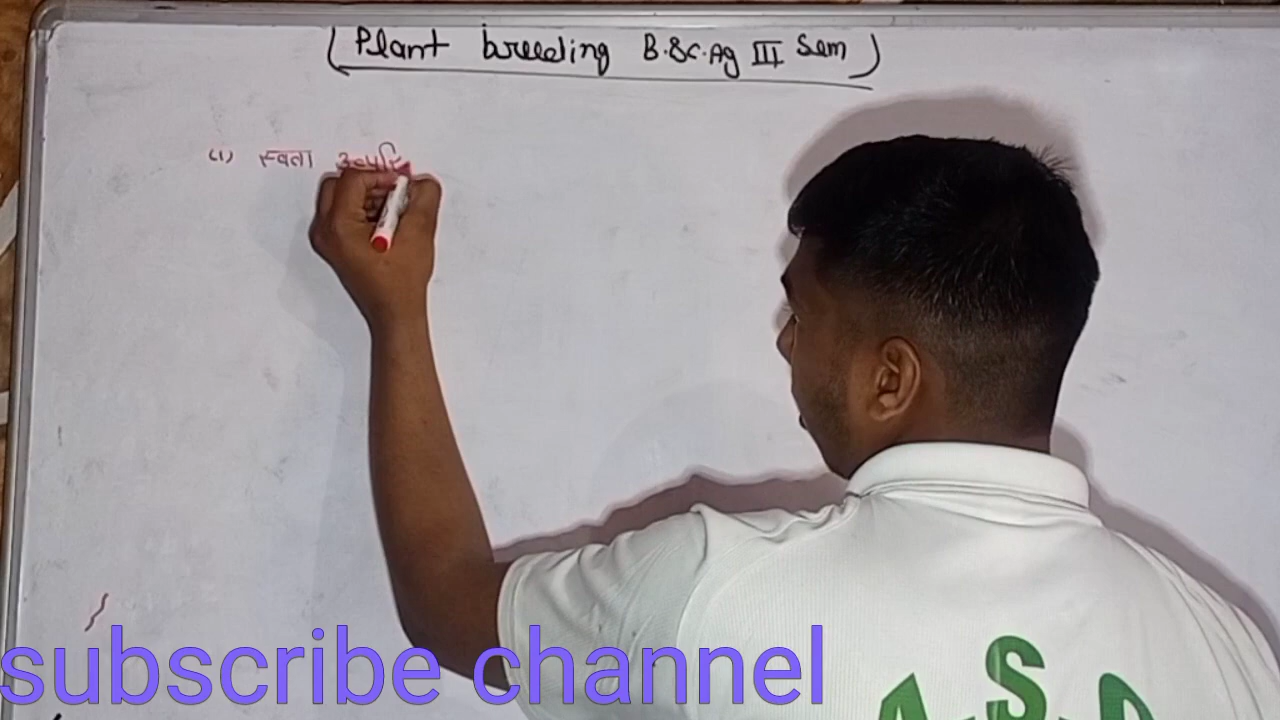 (Plant breeding B.Sc.Ag III Sem)
(1) स्वता
subscribe channel
A.S.D